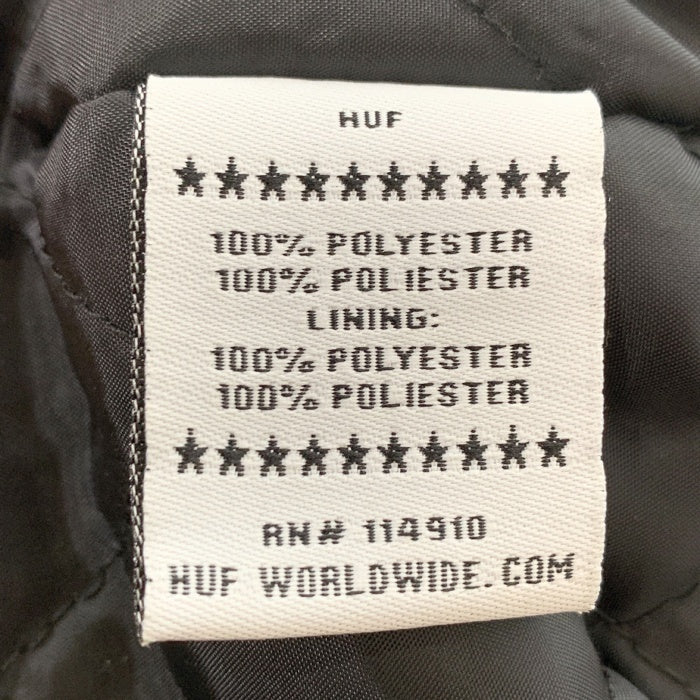 HUF
★★★★★★★★★★
100% POLYESTER
100% POLIESTER
LINING:
100% POLYESTER
100% POLIESTER
★★★★★★★★★★
RN# 114910
HUF WORLDWIDE.COM